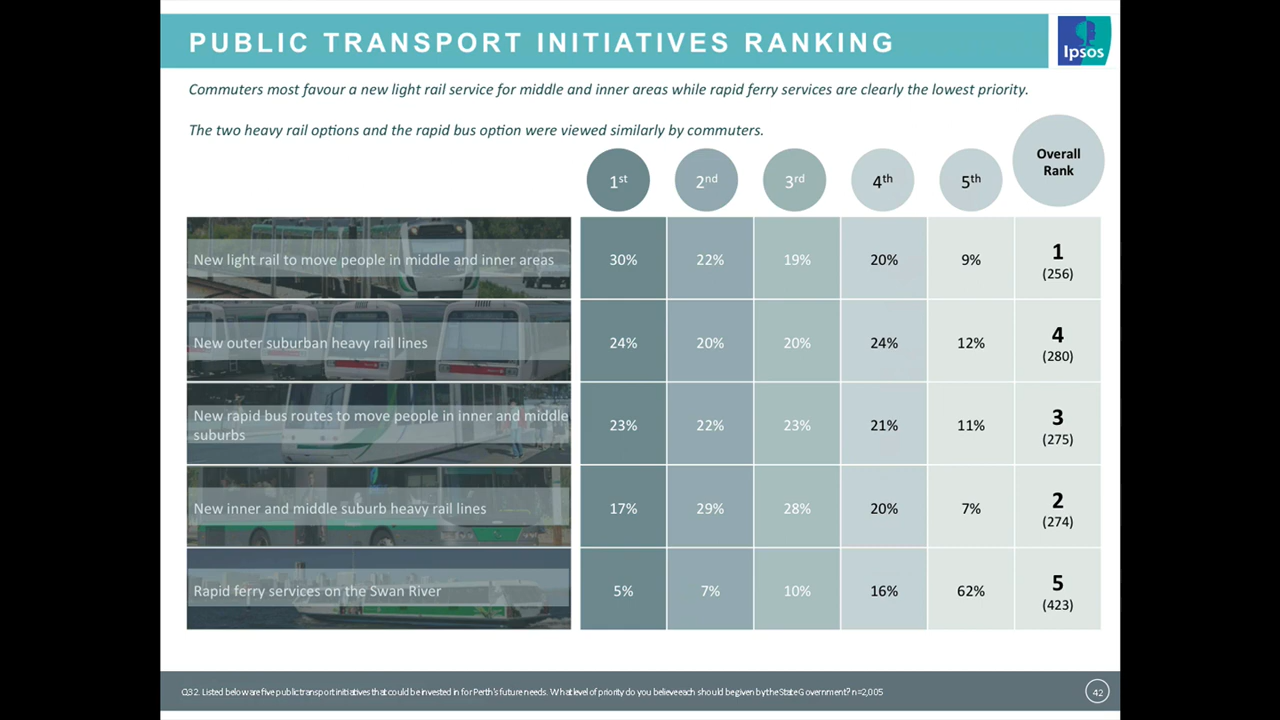 PUBLIC TRANSPORT INITIATIVES RANKING
Ipsos
Commuters most favour a new light rail service for middle and inner areas while rapid ferry services are clearly the lowest priority.
The two heavy rail options and the rapid bus option were viewed similarly by commuters.
1st 2nd 3rd 4th 5th Overall
Rank
New light rail to move people in middle and inner areas 30% 22% 19% 20% 9% 1
(256)
New outer suburban heavy rail lines 24% 20% 20% 24% 12% 4
(280)
New rapid bus routes to move people in inner and middle
suburbs 23% 22% 23% 21% 11% 3
(275)
New inner and middle suburb heavy rail lines 17% 29% 28% 20% 7% 2
(274)
Rapid ferry services on the Swan River 5% 7% 10% 16% 62% 5
(423)
Q32. Listed below are five public transport initiatives that could be invested in for Perth's future needs. What level of priority do you believe each should be given by the State Government? n=2,005
42